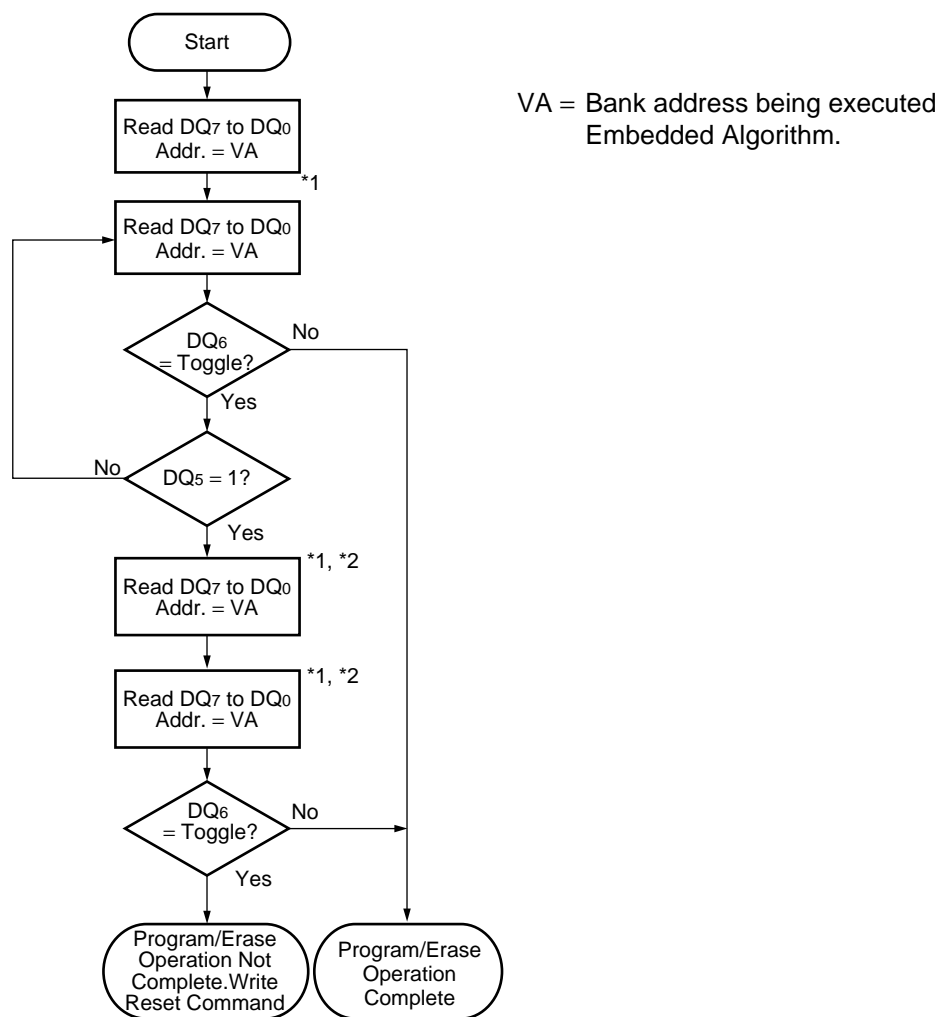 Start
VA = Bank address being executed
Embedded Algorithm.
Read DQ7 to DQ0
Addr. = VA
*1
Read DQ7 to DQ0
Addr. = VA
DQ6
= Toggle?
No
Yes
DQ5 = 1?
No
Yes
*1, *2
Read DQ7 to DQ0
Addr. = VA
*1, *2
Read DQ7 to DQ0
Addr. = VA
DQ6
= Toggle?
No
Yes
Program/Erase
Operation Not
Complete.Write
Reset Command
Program/Erase
Operation
Complete